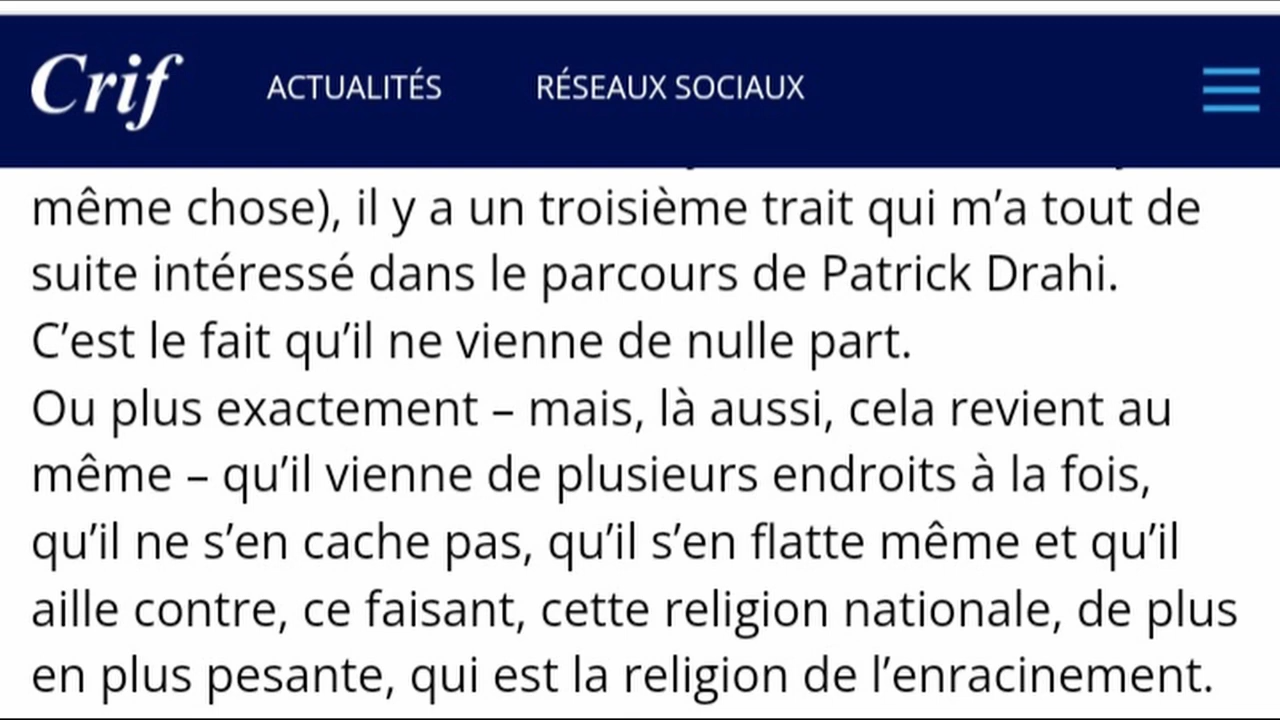 Crif
ACTUALITÉS
RÉSEAUX SOCIAUX
même chose), il y a un troisième trait qui m’a tout de
suite intéressé dans le parcours de Patrick Drahi.
C’est le fait qu’il ne vienne de nulle part.
Ou plus exactement – mais, là aussi, cela revient au
même – qu’il vienne de plusieurs endroits à la fois,
qu’il ne s’en cache pas, qu’il s’en flatte même et qu’il
aille contre, ce faisant, cette religion nationale, de plus
en plus pesante, qui est la religion de l’enracinement.